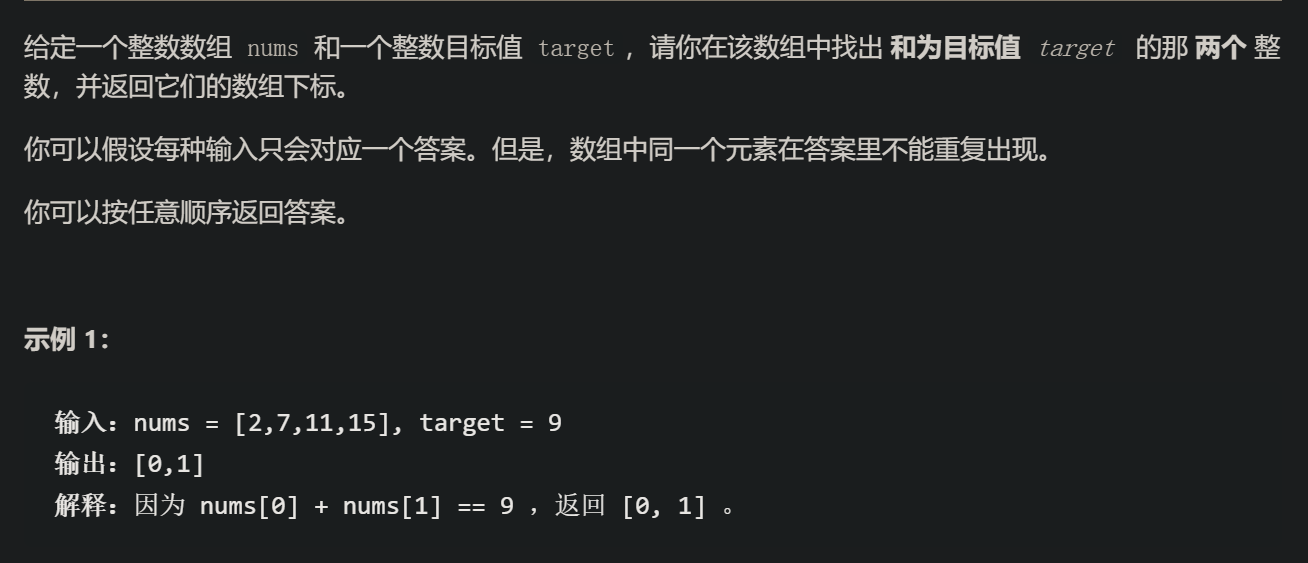 给定一个整数数组 nums 和一个整数目标值 target ，请你在该数组中找出 和为目标值 target 的那 两个 整
数，并返回它们的数组下标。
你可以假设每种输入只会对应一个答案。但是，数组中同一个元素在答案里不能重复出现。
你可以按任意顺序返回答案。
示例 1：
输入：nums = [2,7,11,15], target = 9
输出：[0,1]
解释：因为 nums[0] + nums[1] == 9 ，返回 [0, 1] 。